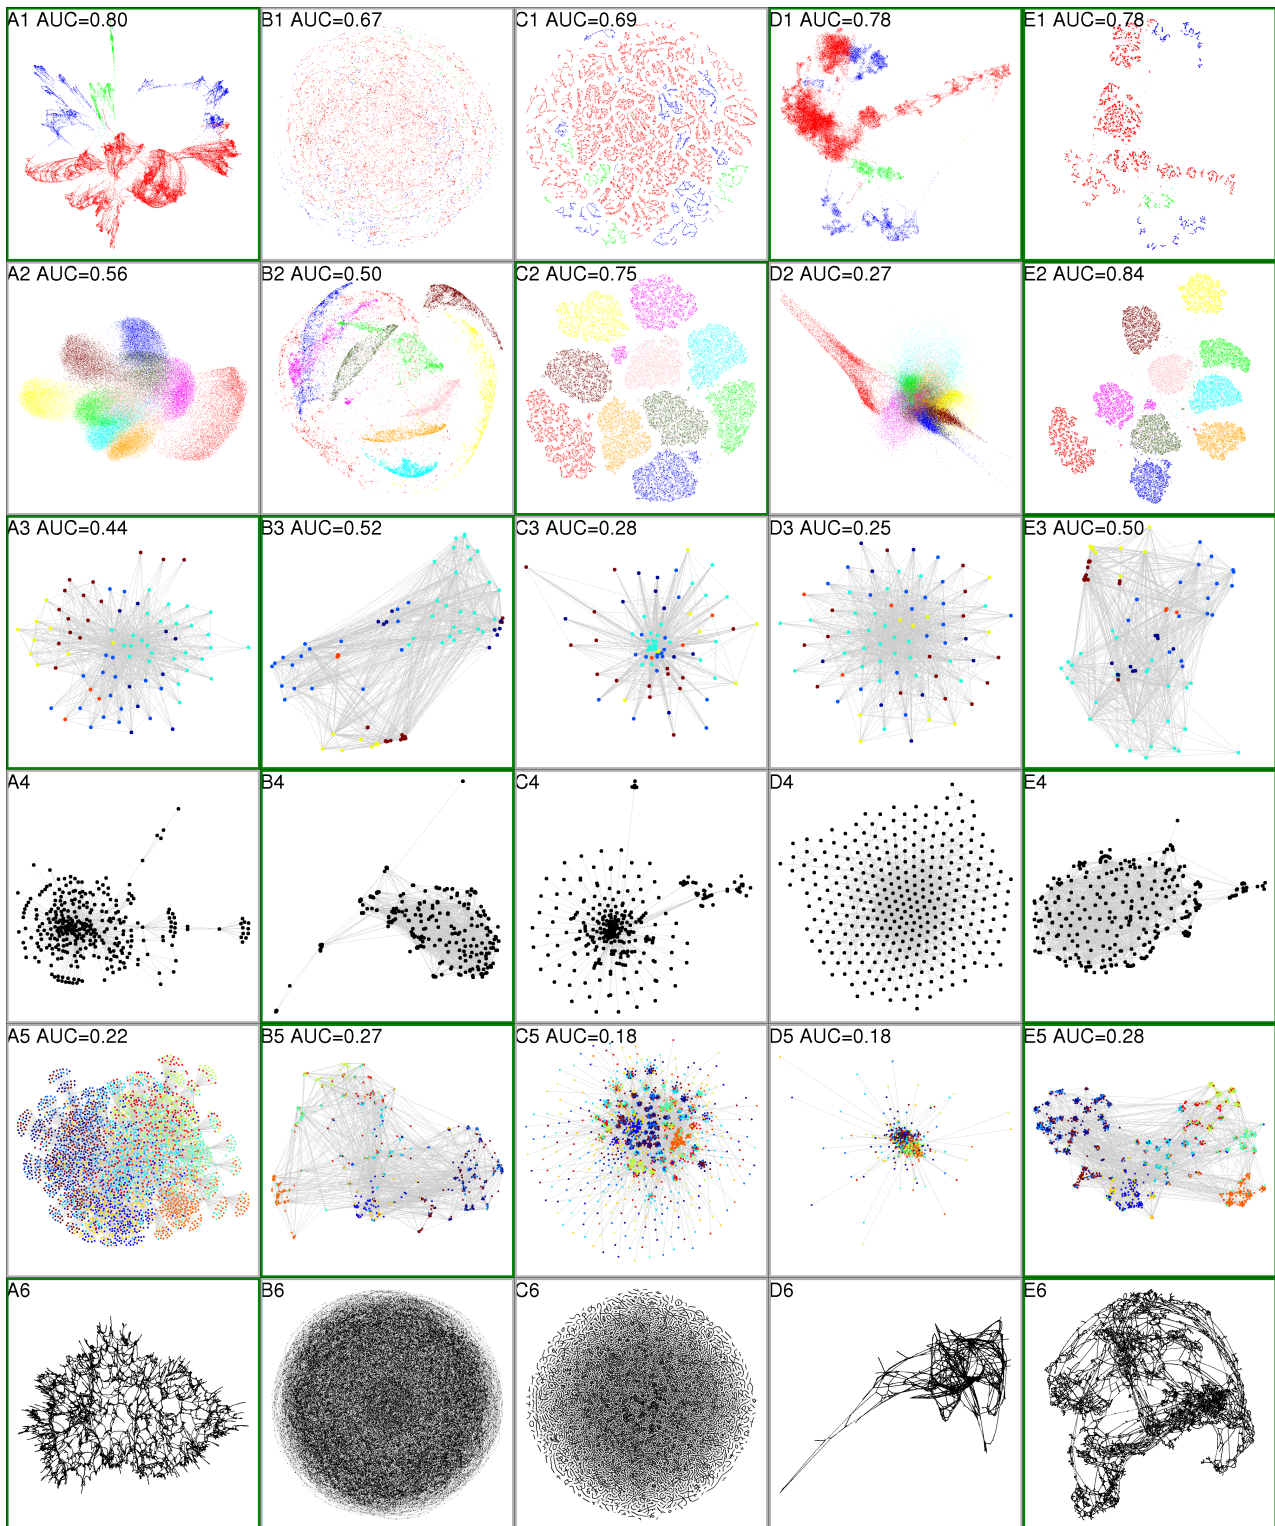 A1 AUC=0.80 B1 AUC=0.67 C1 AUC=0.69 D1 AUC=0.78 E1 AUC=0.78
A2 AUC=0.56 B2 AUC=0.50 C2 AUC=0.75 D2 AUC=0.27 E2 AUC=0.84
A3 AUC=0.44 B3 AUC=0.52 C3 AUC=0.28 D3 AUC=0.25 E3 AUC=0.50
A4 B4 C4 D4 E4
A5 AUC=0.22 B5 AUC=0.27 C5 AUC=0.18 D5 AUC=0.18 E5 AUC=0.28
A6 B6 C6 D6 E6